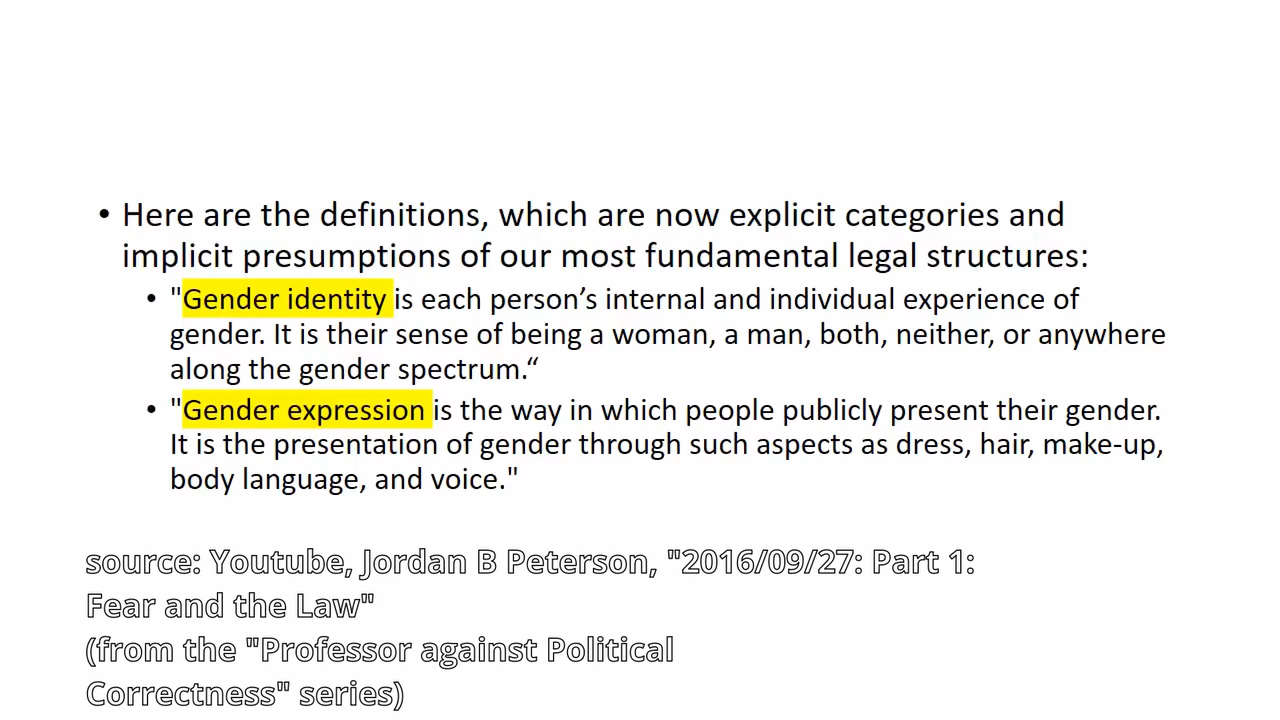 • Here are the definitions, which are now explicit categories and
implicit presumptions of our most fundamental legal structures:
• "Gender identity is each person’s internal and individual experience of
gender. It is their sense of being a woman, a man, both, neither, or anywhere
along the gender spectrum.“
• "Gender expression is the way in which people publicly present their gender.
It is the presentation of gender through such aspects as dress, hair, make-up,
body language, and voice."
source: Youtube, Jordan B Peterson, "2016/09/27: Part 1:
Fear and the Law"
(from the "Professor against Political
Correctness" series)